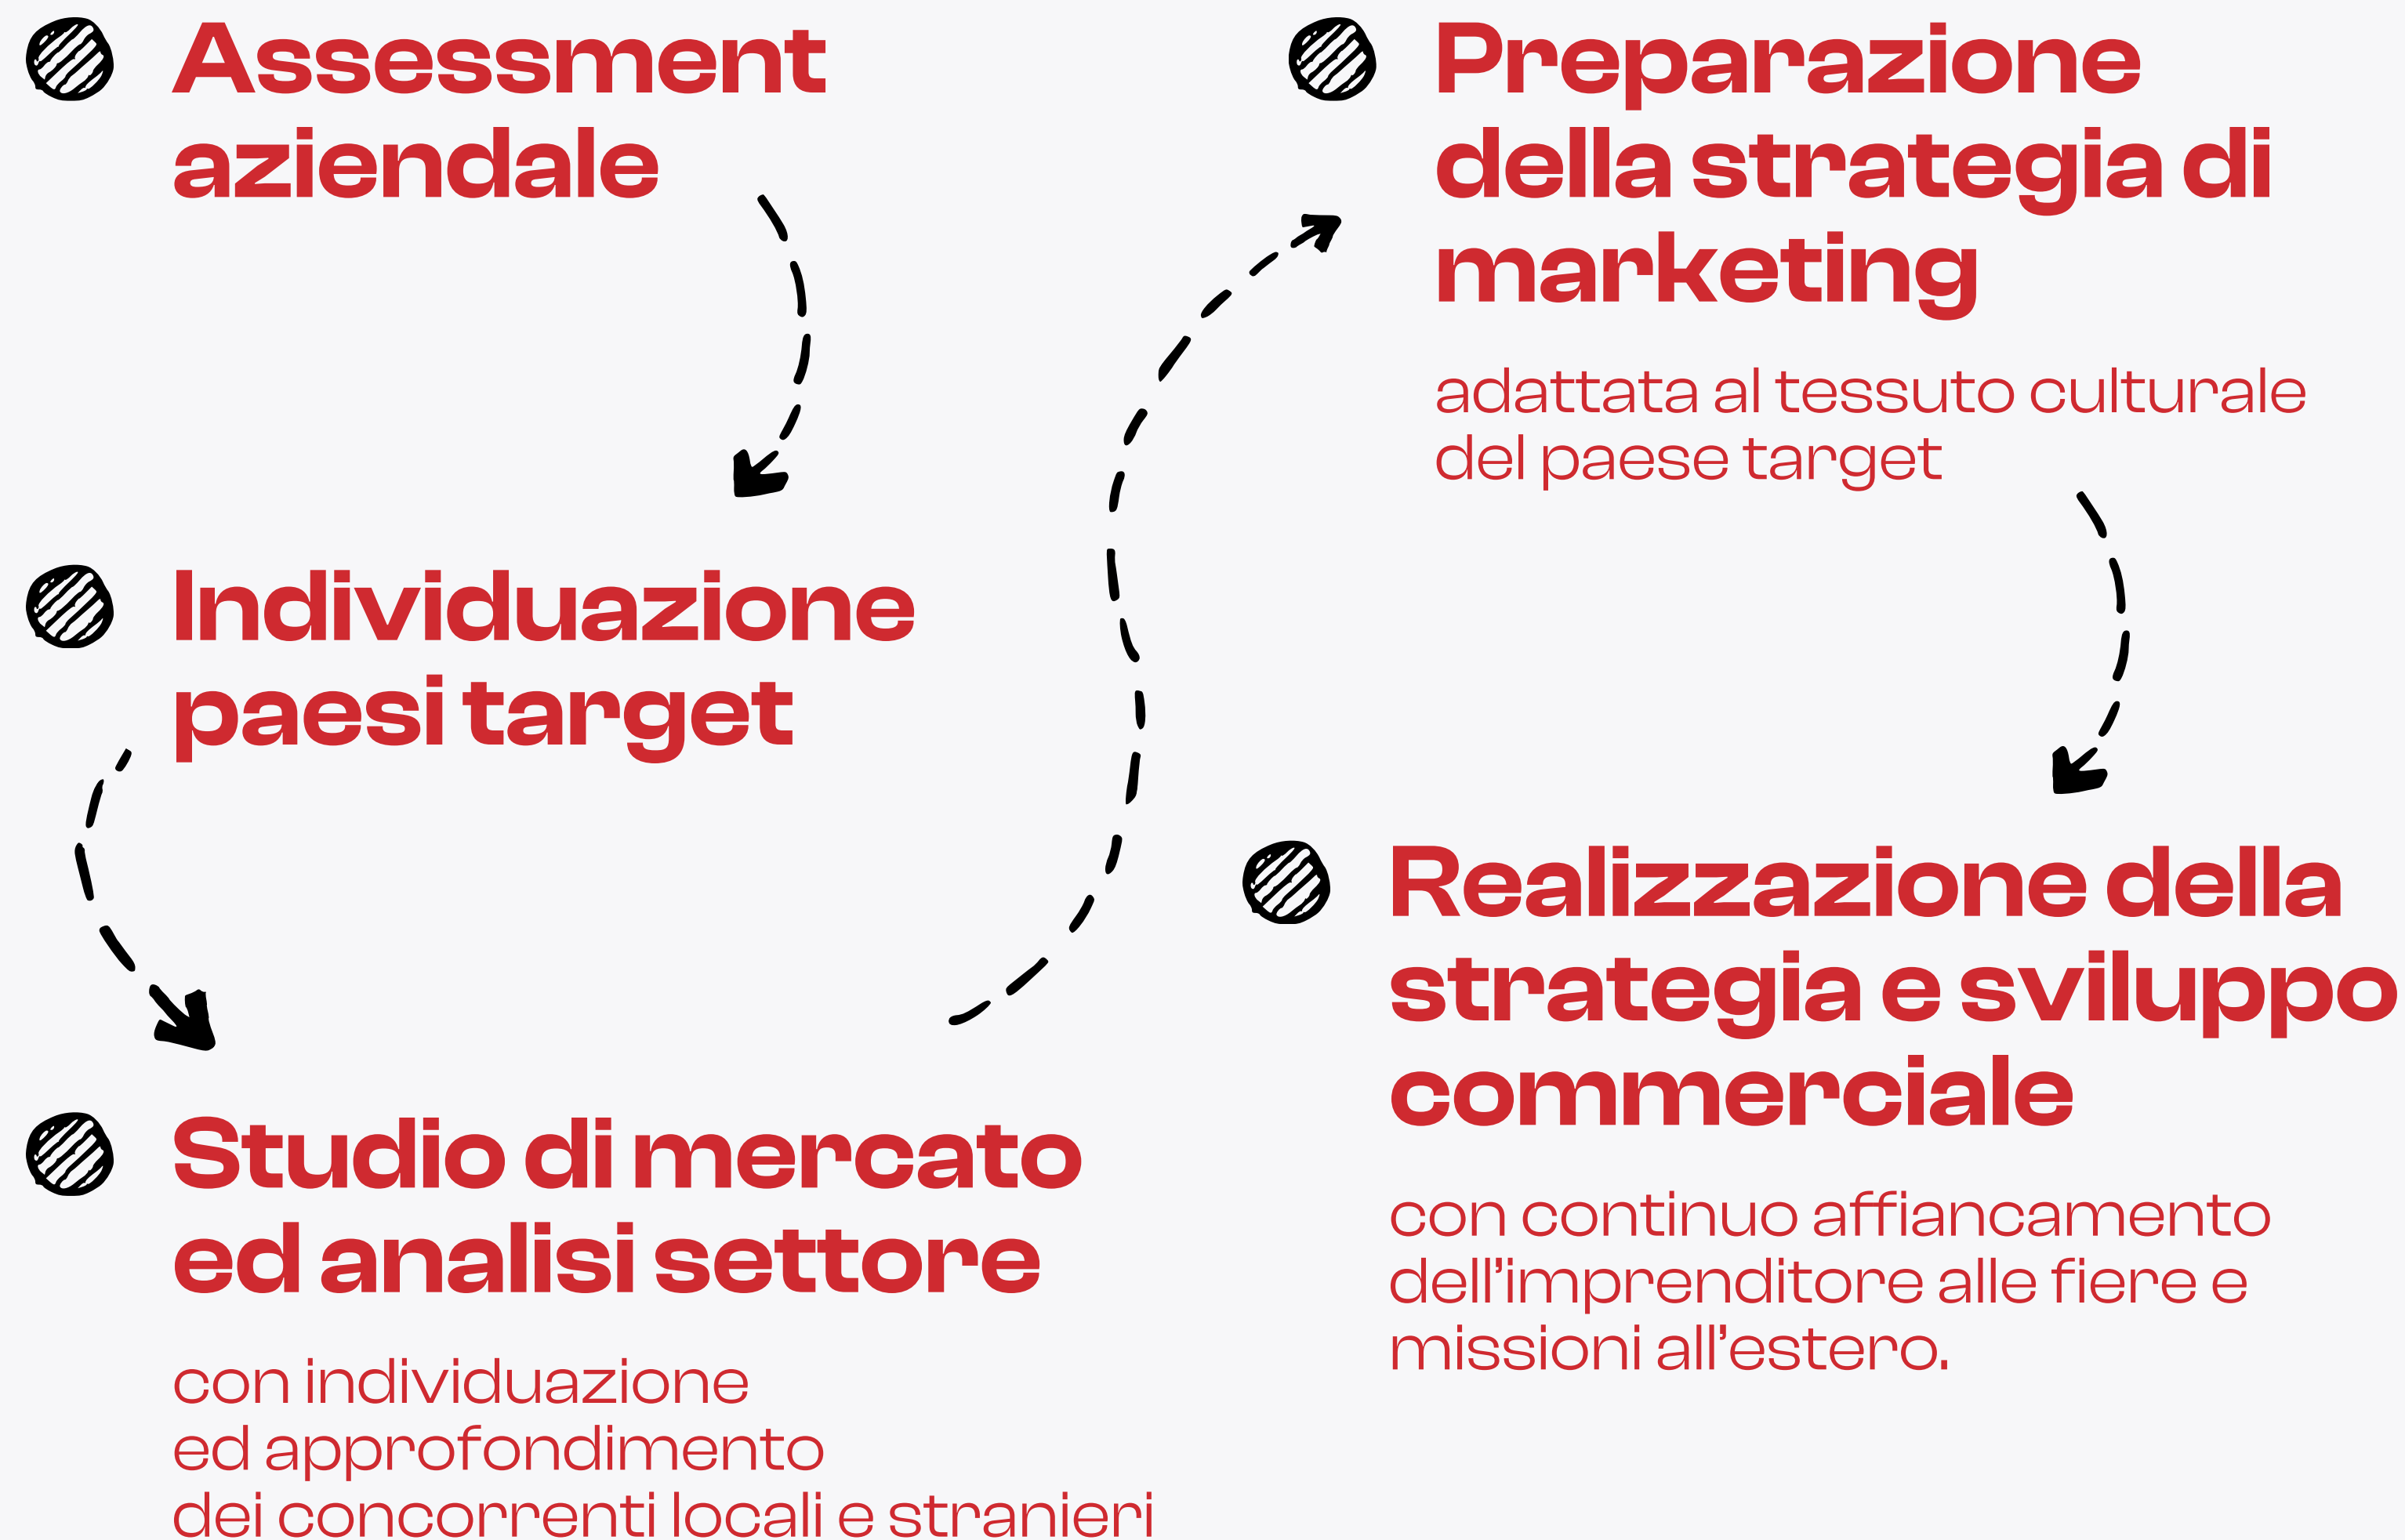 Assessment
aziendale
Individuazione
paesi target
Studio di mercato
ed analisi settore
con individuazione
ed approfondimento
dei concorrenti locali e stranieri
Preparazione
della strategia di
marketing
adattata al tessuto culturale
del paese target
Realizzazione della
strategia e sviluppo
commerciale
con continuo affiancamento
dell’imprenditore alle fiere e
missioni all’estero.